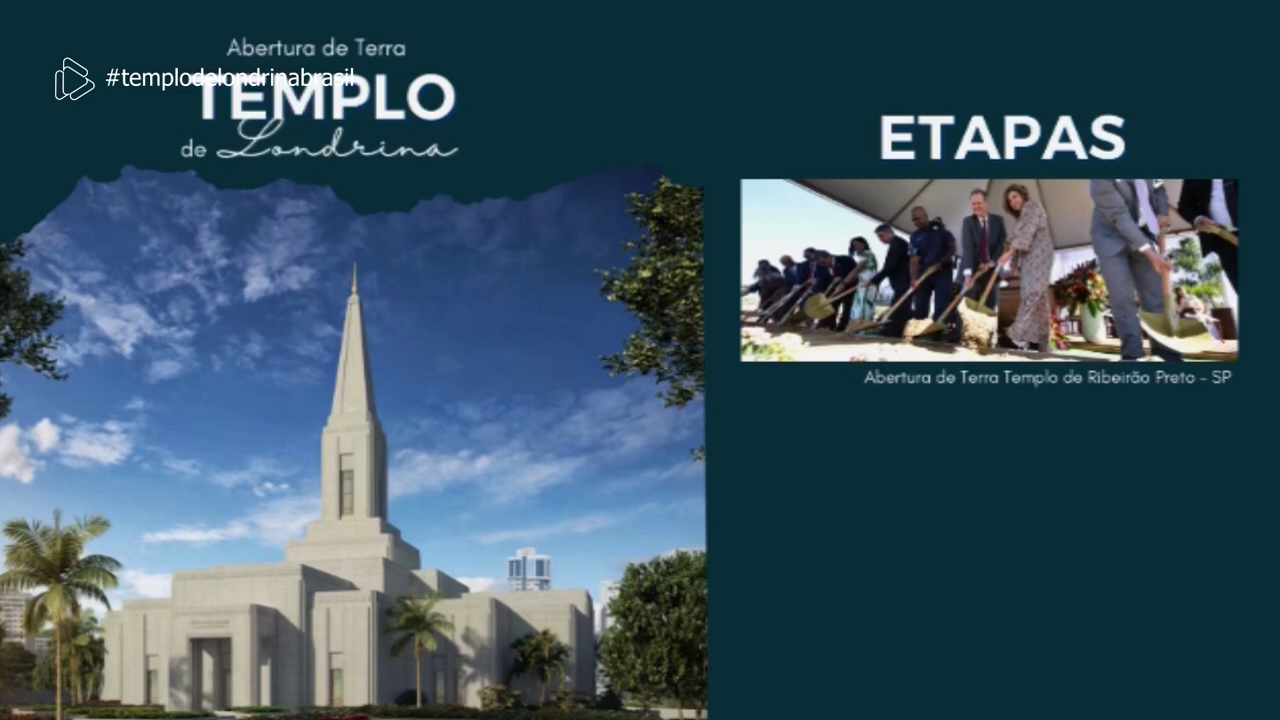 Abertura de Terra
#templodelondrinabrasil
TEMPLO
de Londrina
ETAPAS
Abertura de Terra Templo de Ribeirão Preto - SP